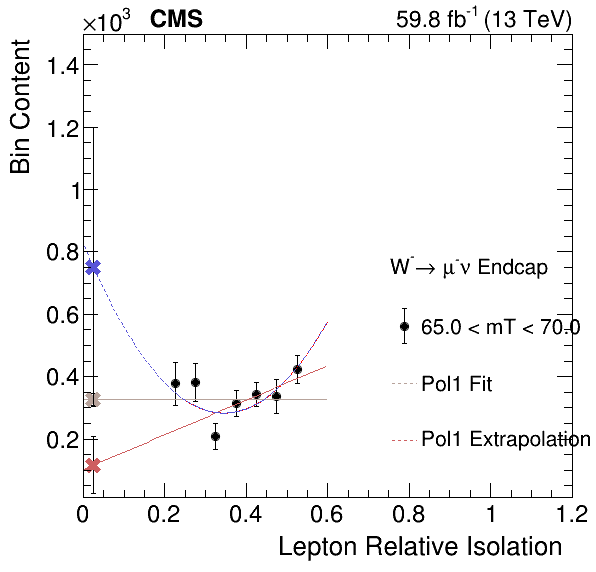 ×10³ CMS 59.8 fb⁻¹ (13 TeV)
Bin Content
1.4
1.2
1
0.8
0.6
0.4
0.2
W⁻→ μ⁻ν Endcap
65.0 < mT < 70.0
Pol1 Fit
Pol1 Extrapolation
0 0.2 0.4 0.6 0.8 1 1.2
Lepton Relative Isolation